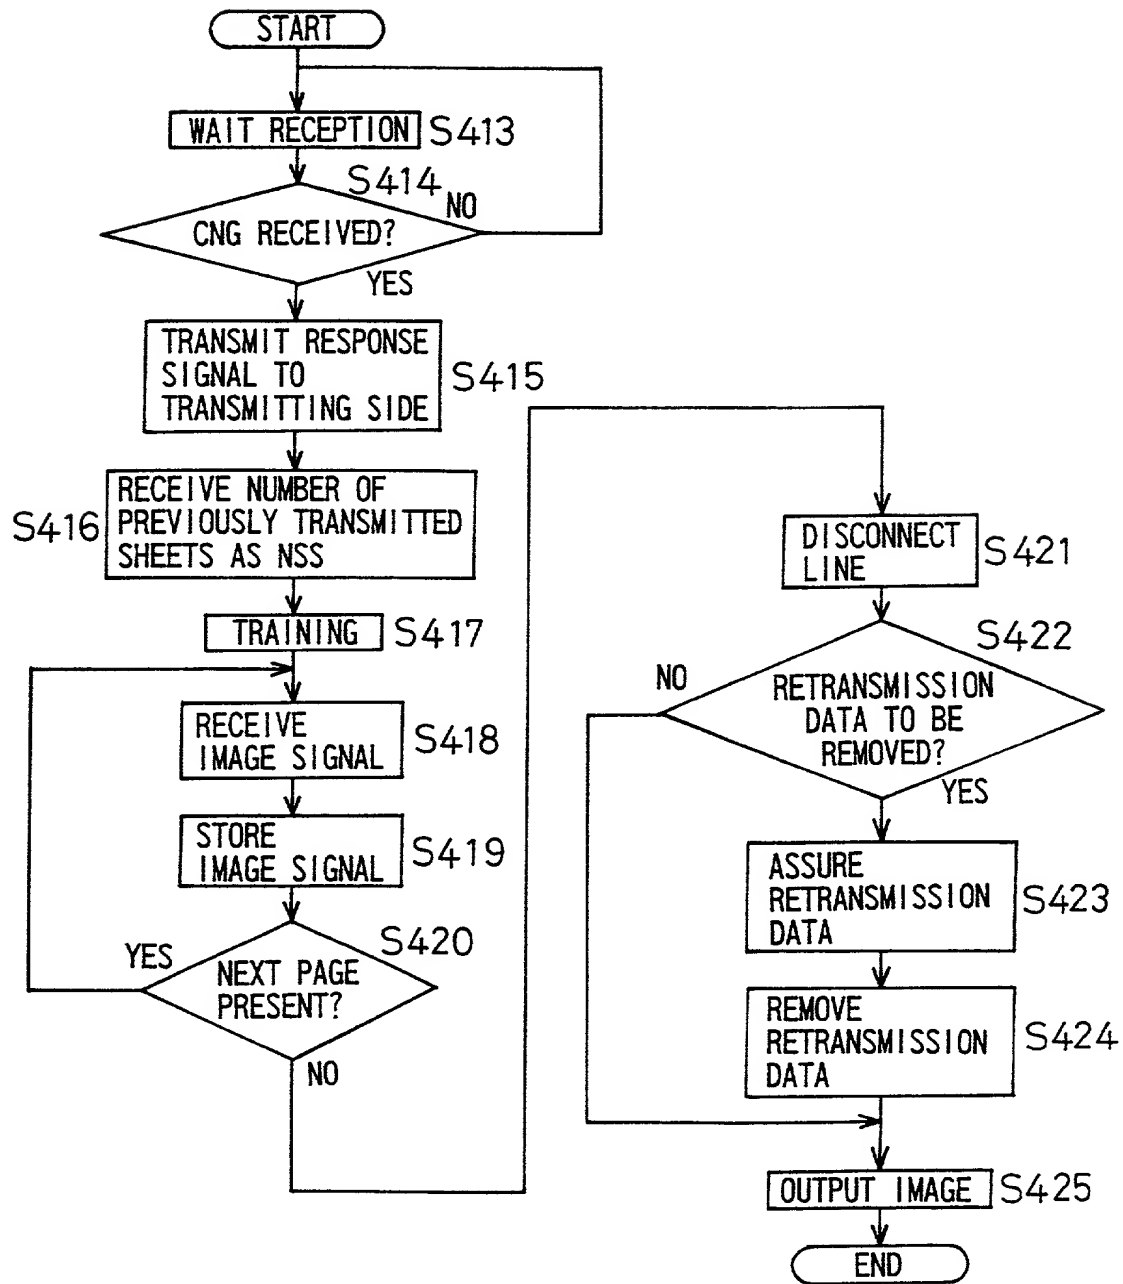 START
WAIT RECEPTION
S413
S414
CNG RECEIVED?
NO
YES
TRANSMIT RESPONSE
SIGNAL TO
TRANSMITTING SIDE
S415
RECEIVE NUMBER OF
PREVIOUSLY TRANSMITTED
SHEETS AS NSS
S416
TRAINING
S417
RECEIVE
IMAGE SIGNAL
S418
STORE
IMAGE SIGNAL
S419
S420
YES
NEXT PAGE
PRESENT?
NO
DISCONNECT
LINE
S421
S422
NO
RETRANSMISSION
DATA TO BE
REMOVED?
YES
ASSURE
RETRANSMISSION
DATA
S423
REMOVE
RETRANSMISSION
DATA
S424
OUTPUT IMAGE
S425
END